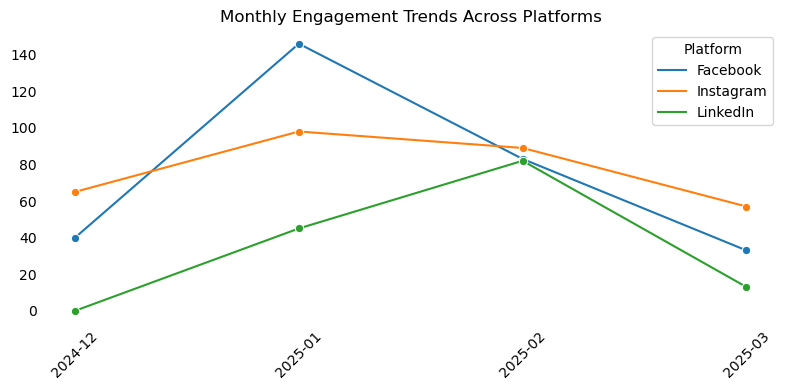 Monthly Engagement Trends Across Platforms
Platform
Facebook
Instagram
LinkedIn
140
120
100
80
60
40
20
0
2024-12
2025-01
2025-02
2025-03